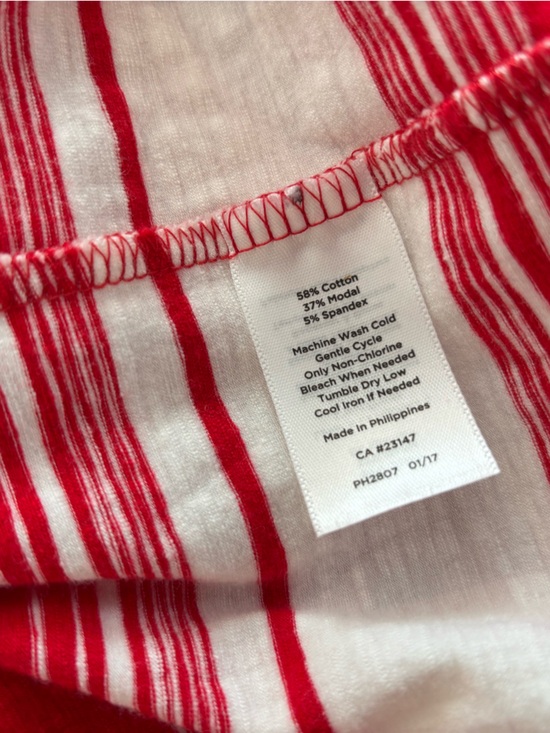 58% Cotton
37% Modal
5% Spandex
Machine Wash Cold
Gentle Cycle
Only Non-Chlorine
Bleach When Needed
Tumble Dry Low
Cool Iron If Needed
Made In Philippines
CA #23147
PH2807 01/17